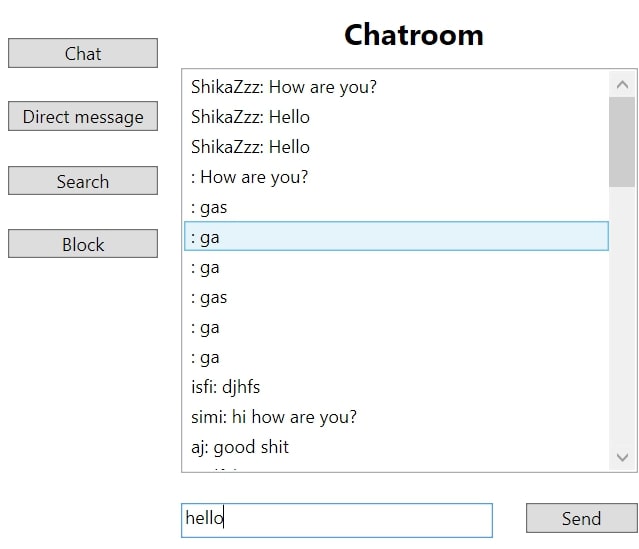 Chatroom
Chat
Direct message
Search
Block
ShikaZzz: How are you?
ShikaZzz: Hello
ShikaZzz: Hello
: How are you?
: gas
: ga
: ga
: gas
: ga
: ga
isfi: djhfs
simi: hi how are you?
aj: good shit
hello
Send